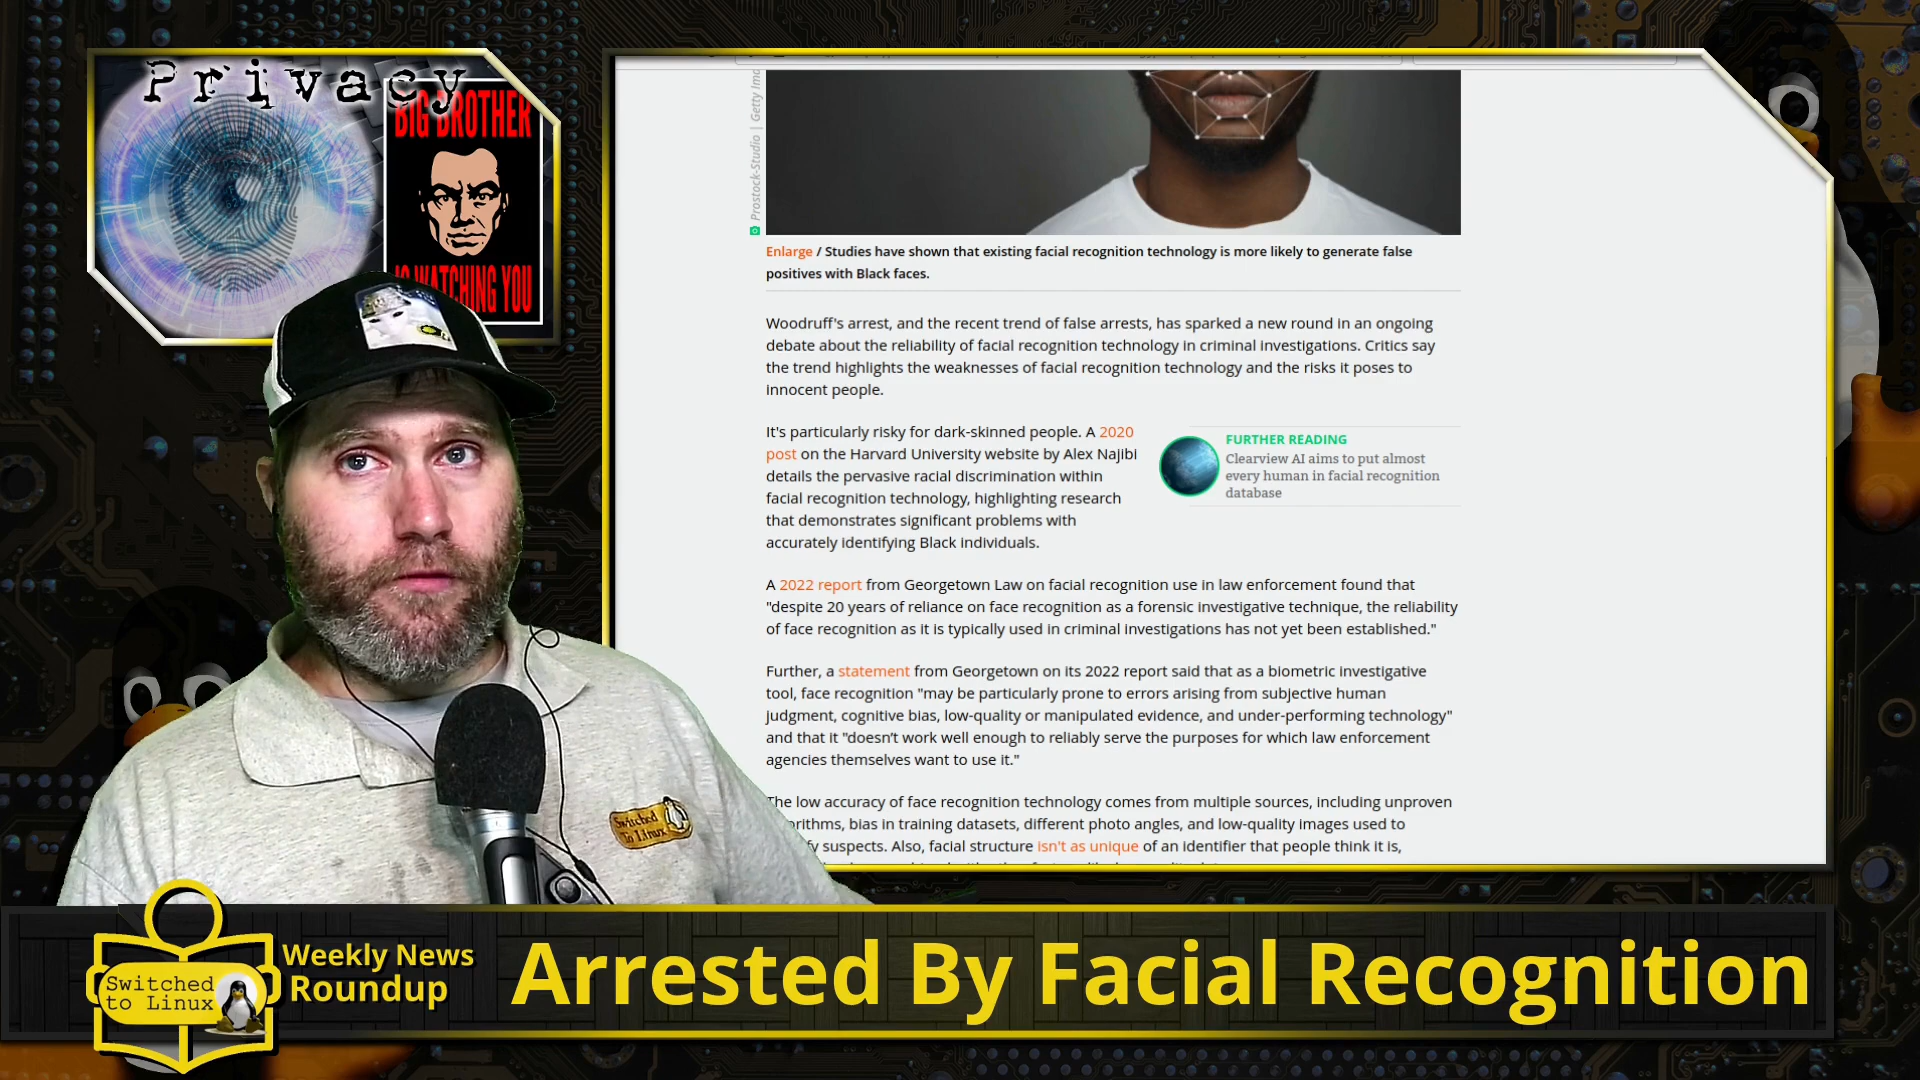 Privacy
BIG BROTHER
IS WATCHING YOU
Prostock-Studio | Getty
Enlarge / Studies have shown that existing facial recognition technology is more likely to generate false
positives with Black faces.
Woodruff's arrest, and the recent trend of false arrests, has sparked a new round in an ongoing
debate about the reliability of facial recognition technology in criminal investigations. Critics say
the trend highlights the weaknesses of facial recognition technology and the risks it poses to
innocent people.
It's particularly risky for dark-skinned people. A 2020
post on the Harvard University website by Alex Najibi
details the pervasive racial discrimination within
facial recognition technology, highlighting research
that demonstrates significant problems with
accurately identifying Black individuals.
FURTHER READING
Clearview AI aims to put almost
every human in facial recognition
database
A 2022 report from Georgetown Law on facial recognition use in law enforcement found that
"despite 20 years of reliance on face recognition as a forensic investigative technique, the reliability
of face recognition as it is typically used in criminal investigations has not yet been established."
Further, a statement from Georgetown on its 2022 report said that as a biometric investigative
tool, face recognition "may be particularly prone to errors arising from subjective human
judgment, cognitive bias, low-quality or manipulated evidence, and under-performing technology"
and that it "doesn't work well enough to reliably serve the purposes for which law enforcement
agencies themselves want to use it."
The low accuracy of face recognition technology comes from multiple sources, including unproven
bias in training datasets, different photo angles, and low-quality images used to
suspects. Also, facial structure isn't as unique of an identifier that people think it is,
Switched
To Linux
Switched
to Linux
Weekly News
Roundup
Arrested By Facial Recognition